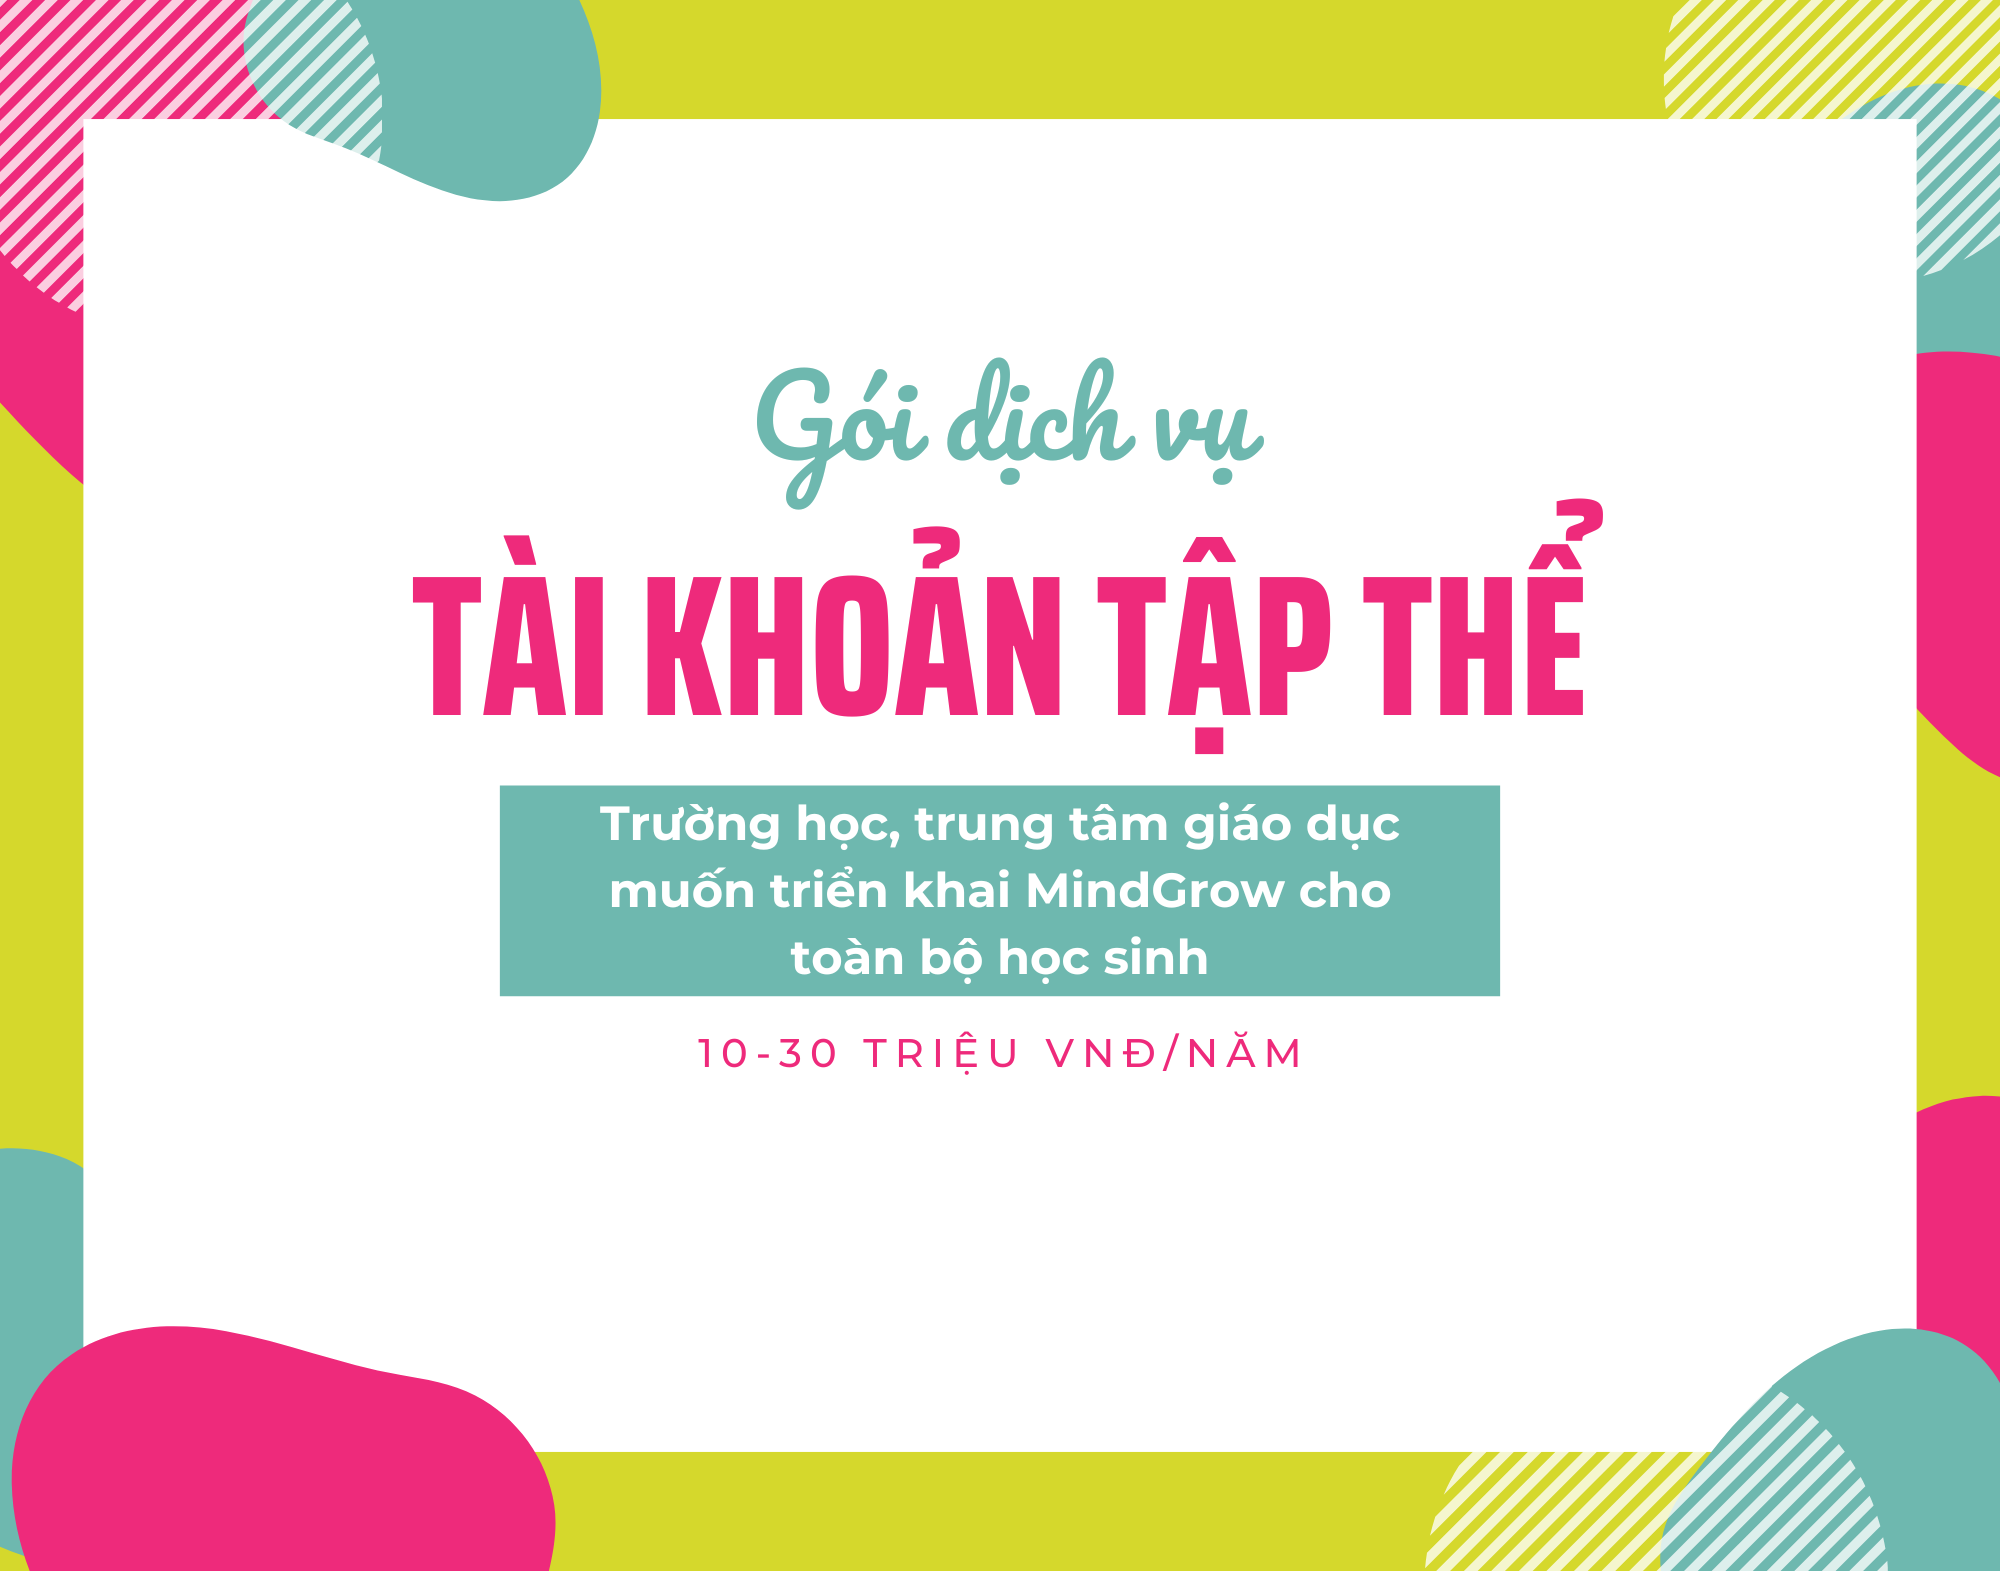 Gói dịch vụ
TÀI KHOẢN TẬP THỂ
Trường học, trung tâm giáo dục
muốn triển khai MindGrow cho
toàn bộ học sinh
10-30 TRIỆU VNĐ/NĂM